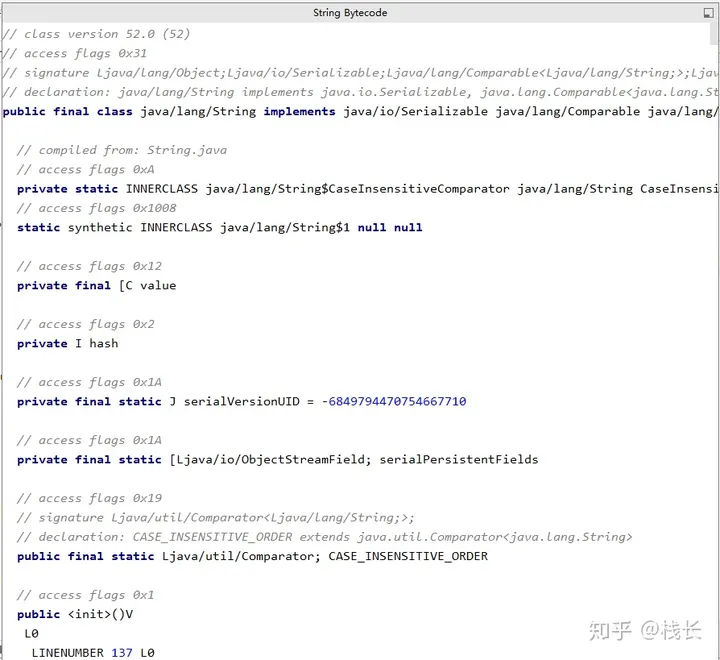 String Bytecode
// class version 52.0 (52)
// access flags 0x31
// signature Ljava/lang/Object;Ljava/io/Serializable;Ljava/lang/Comparable<Ljava/lang/String;>;Ljav
// declaration: java/lang/String implements java.io.Serializable, java.lang.Comparable<java.lang.St
public final class java/lang/String implements java/io/Serializable java/lang/Comparable java/lang/
// compiled from: String.java
// access flags 0xA
private static INNERCLASS java/lang/String$CaseInsensitiveComparator java/lang/String CaseInsensi
// access flags 0x1008
static synthetic INNERCLASS java/lang/String$1 null null
// access flags 0x12
private final [C value
// access flags 0x2
private I hash
// access flags 0x1A
private final static J serialVersionUID = -6849794470754667710
// access flags 0x1A
private final static [Ljava/io/ObjectStreamField; serialPersistentFields
// access flags 0x19
// signature Ljava/util/Comparator<Ljava/lang/String;>;
// declaration: CASE_INSENSITIVE_ORDER extends java.util.Comparator<java.lang.String>
public final static Ljava/util/Comparator; CASE_INSENSITIVE_ORDER
// access flags 0x1
public <init>()V
L0
LINENUMBER 137 L0
知乎 @栈长